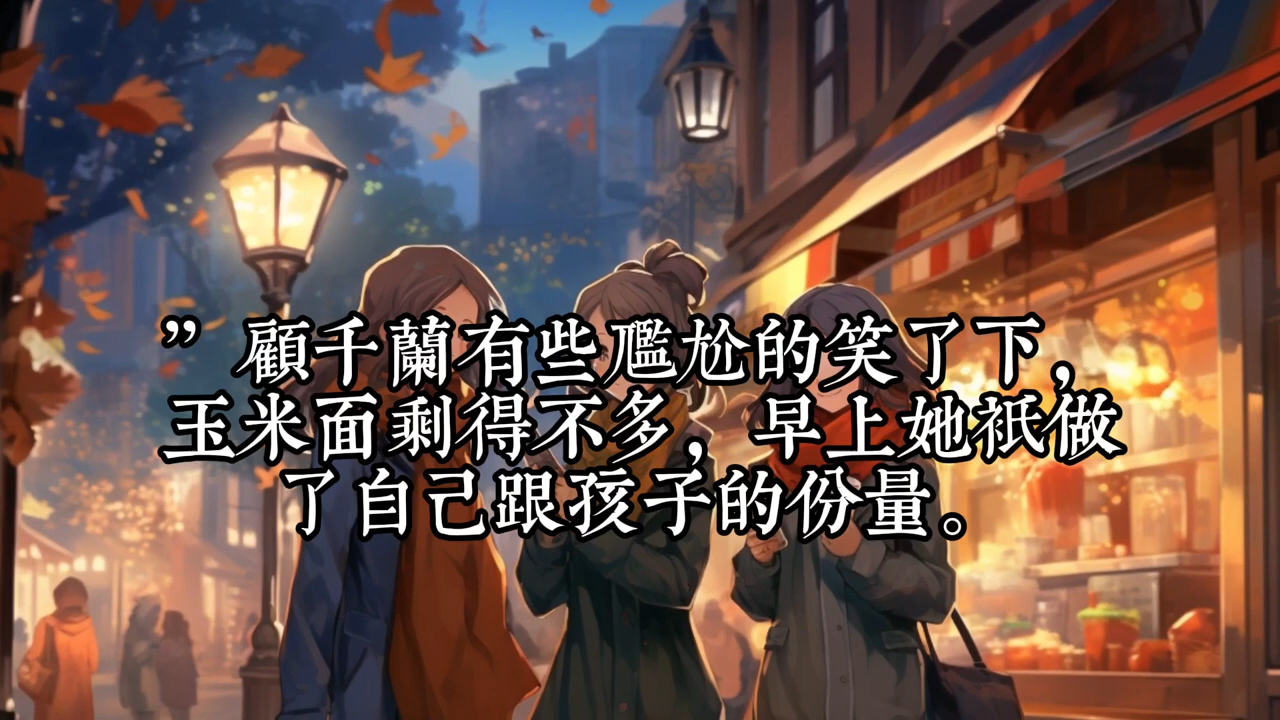 ”顧千蘭有些尷尬的笑了下，
玉米面剩得不多，早上她祇做
了自己跟孩子的份量。